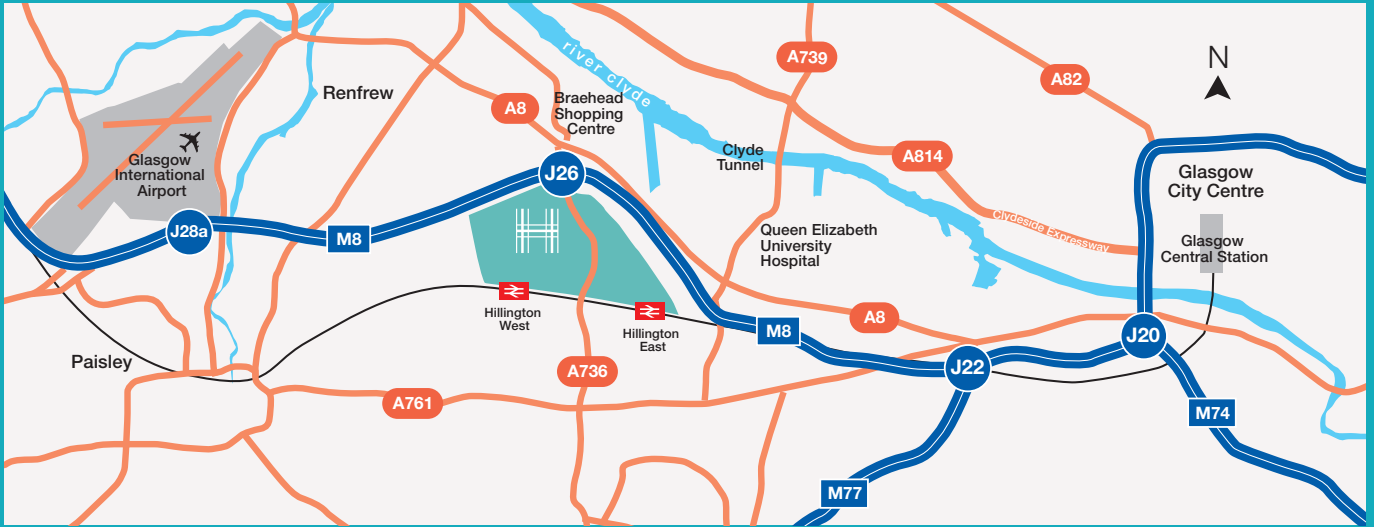 river clyde
A739
N
A82
Renfrew
A8
Braehead
Shopping
Centre
Clyde
Tunnel
A814
Glasgow
International
Airport
J26
Glasgow
City Centre
J28a
M8
Clydeside Expressway
Queen Elizabeth
University
Hospital
Glasgow
Central Station
Hillington
West
Hillington
East
M8
A8
J20
Paisley
A736
J22
A761
M74
M77